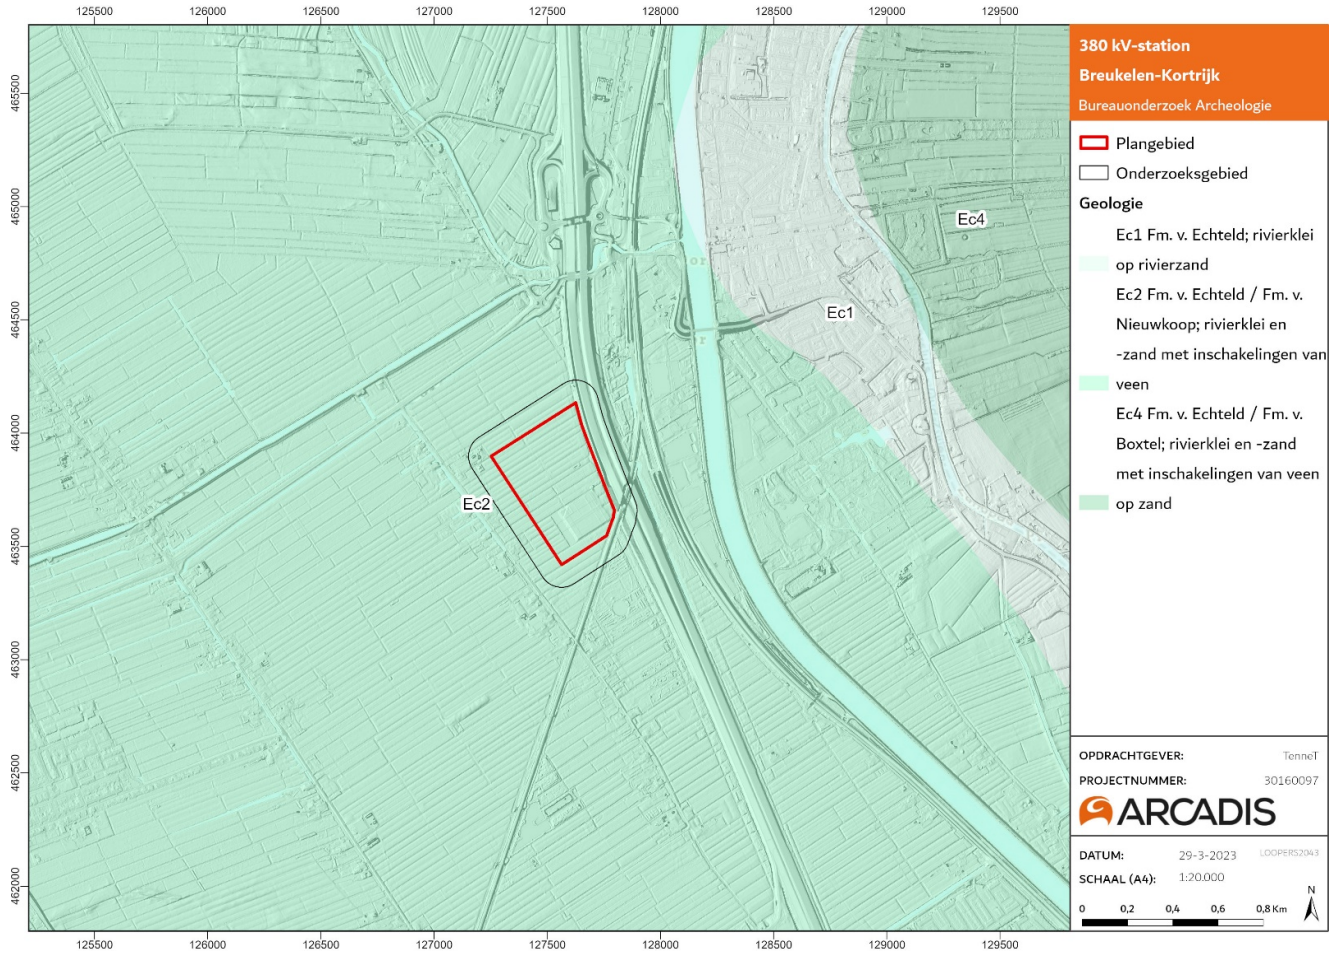 125500 126000 126500 127000 127500 128000 128500 129000 129500
465500
465000
464500
464000
463500
463000
462500
462000
Ec4
or
Ec1
r
Ec2
125500 126000 126500 127000 127500 128000 128500 129000 129500
380 kV-station
Breukelen-Kortrijk
Bureauonderzoek Archeologie
Plangebied
Onderzoeksgebied
Geologie
Ec1 Fm. v. Echteld; rivierklei
op rivierzand
Ec2 Fm. v. Echteld / Fm. v.
Nieuwkoop; rivierklei en
-zand met inschakelingen van
veen
Ec4 Fm. v. Echteld / Fm. v.
Boxtel; rivierklei en -zand
met inschakelingen van veen
op zand
OPDRACHTGEVER: TenneT
PROJECTNUMMER: 30160097
ARCADIS
DATUM: 29-3-2023 LOOPERS2043
SCHAAL (A4): 1:20.000
N
0 0,2 0,4 0,6 0,8 Km